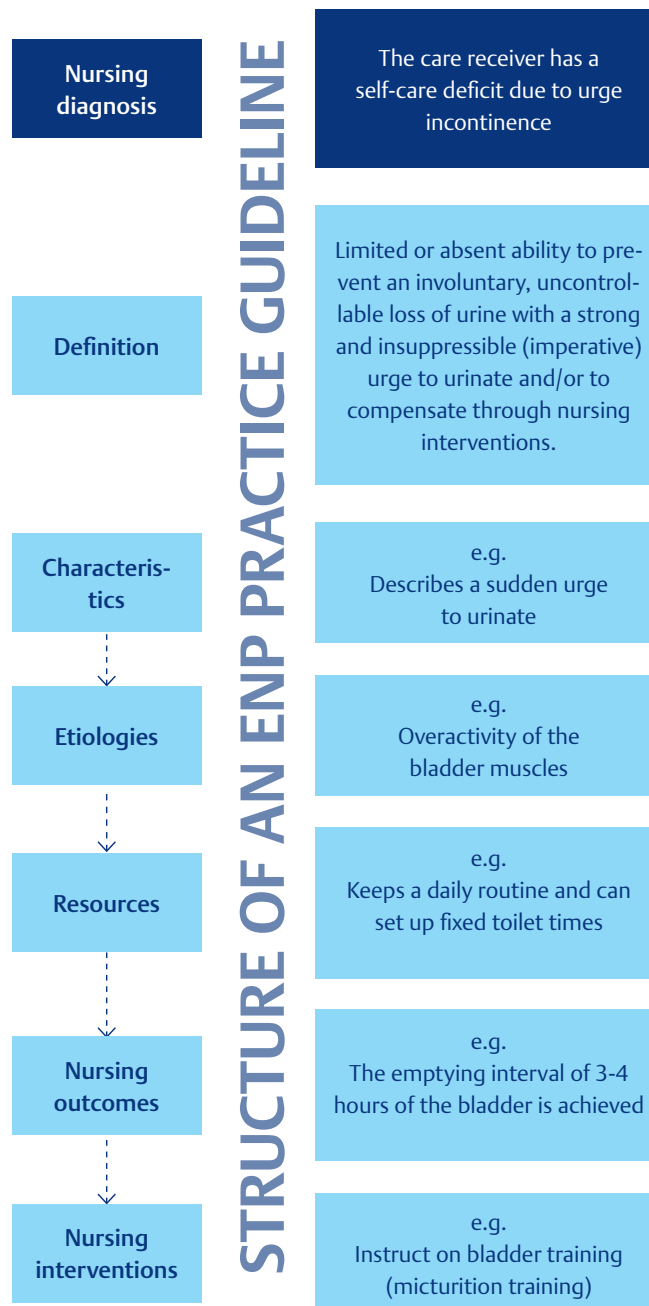 Nursing
diagnosis
The care receiver has a
self-care deficit due to urge
incontinence
STRUCTURE OF AN ENP PRACTICE GUIDELINE
Definition
Limited or absent ability to pre-
vent an involuntary, uncontrol-
lable loss of urine with a strong
and insuppressible (imperative)
urge to urinate and/or to
compensate through nursing
interventions.
Characteris-
tics
e.g.
Describes a sudden urge
to urinate
Etiologies
e.g.
Overactivity of the
bladder muscles
Resources
e.g.
Keeps a daily routine and can
set up fixed toilet times
Nursing
outcomes
e.g.
The emptying interval of 3-4
hours of the bladder is achieved
Nursing
interventions
e.g.
Instruct on bladder training
(micturition training)